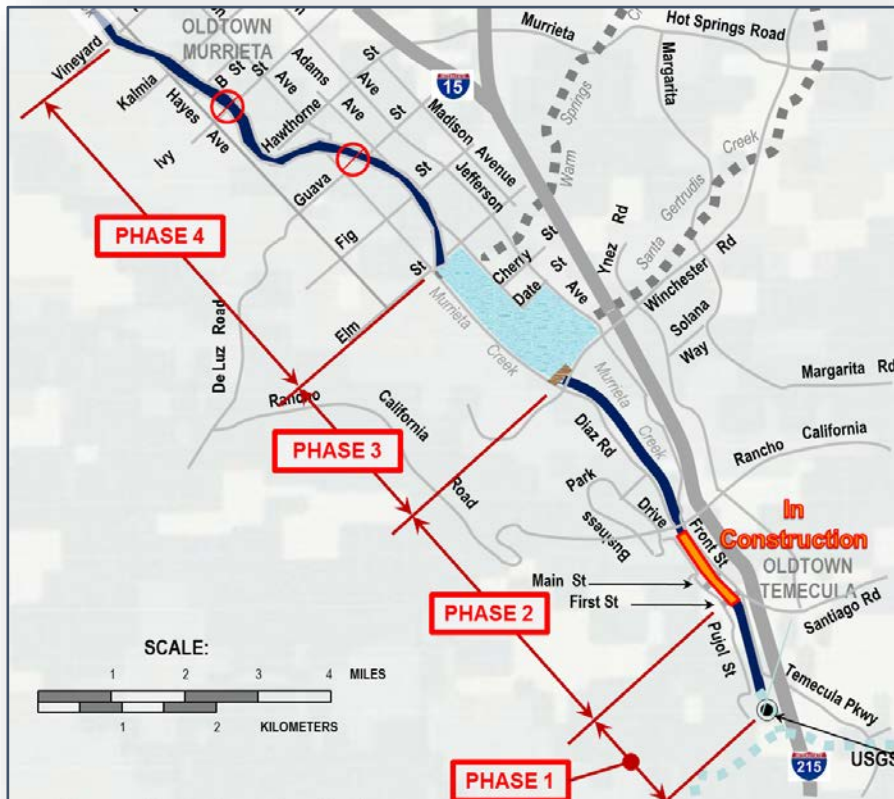 OLDTOWN
MURRIETA
Vineyard
Kalmia
B St
St
Ave
Adams
Ave
St
Ave
St
Hayes
Ave
Ivy
Hawthorne
Guava
Fig
St
St
Elm
Madison
Avenue
Jefferson
INTERSTATE
15
Murrieta
Hot Springs Road
Margarita
Springs
Warm
Creek
Gertrudis
Santa
Ynez Rd
Cherry St
Date St
Ave
Winchester Rd
Solana
Way
Margarita Rd
PHASE 4
De Luz Road
Murrieta
Creek
Rancho
California
Road
PHASE 3
Murrieta
Creek
Diaz Rd
Rancho California
Park
Drive
Business
Front St
In
Construction
OLDTOWN
TEMECULA
Main St
First St
Santiago Rd
PHASE 2
Pujol St
Temecula Pkwy
SCALE:
1 2 3 4 MILES
1 2 KILOMETERS
USGS
215
PHASE 1